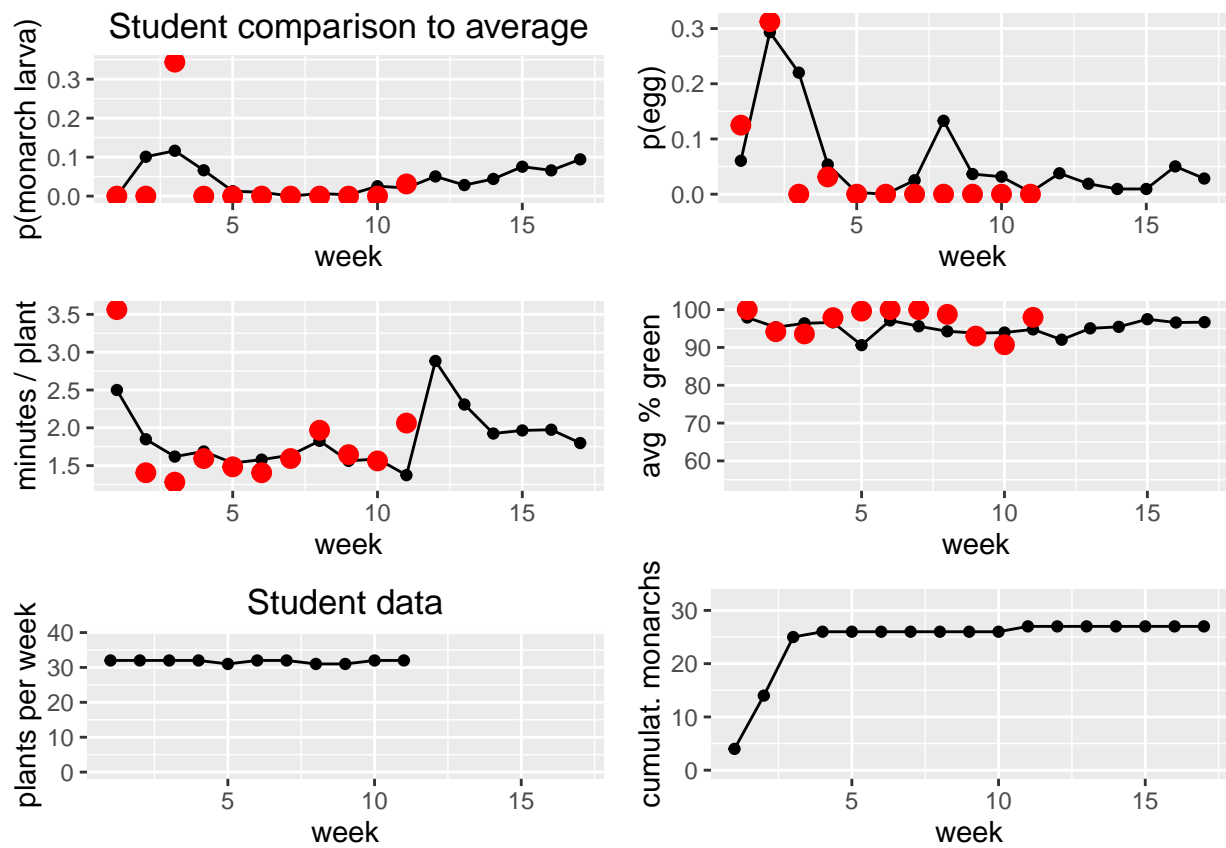 Student comparison to average
p(monarch larva)
0.3
0.2
0.1
0.0
5 10 15
week
p(egg)
0.3
0.2
0.1
0.0
5 10 15
week
minutes / plant
3.5
3.0
2.5
2.0
1.5
5 10 15
week
avg % green
100
90
80
70
60
5 10 15
week
Student data
plants per week
40
30
20
10
0
5 10 15
week
cumulat. monarchs
30
20
10
0
5 10 15
week